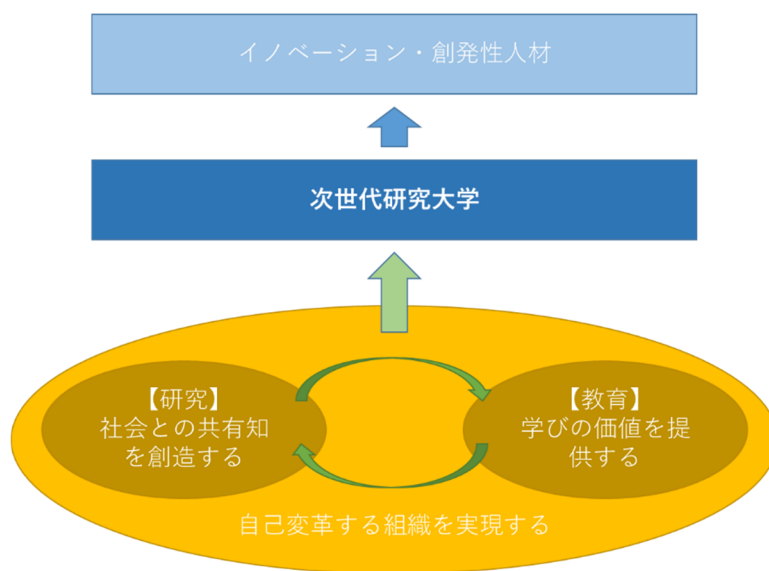 イノベーション・創発性人材
次世代研究大学
【研究】
社会との共有知
を創造する
【教育】
学びの価値を提
供する
自己変革する組織を実現する